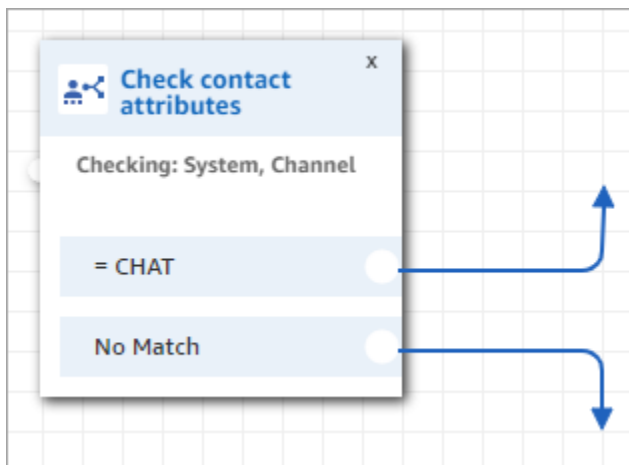 Check contact
attributes
x
Checking: System, Channel
= CHAT
No Match